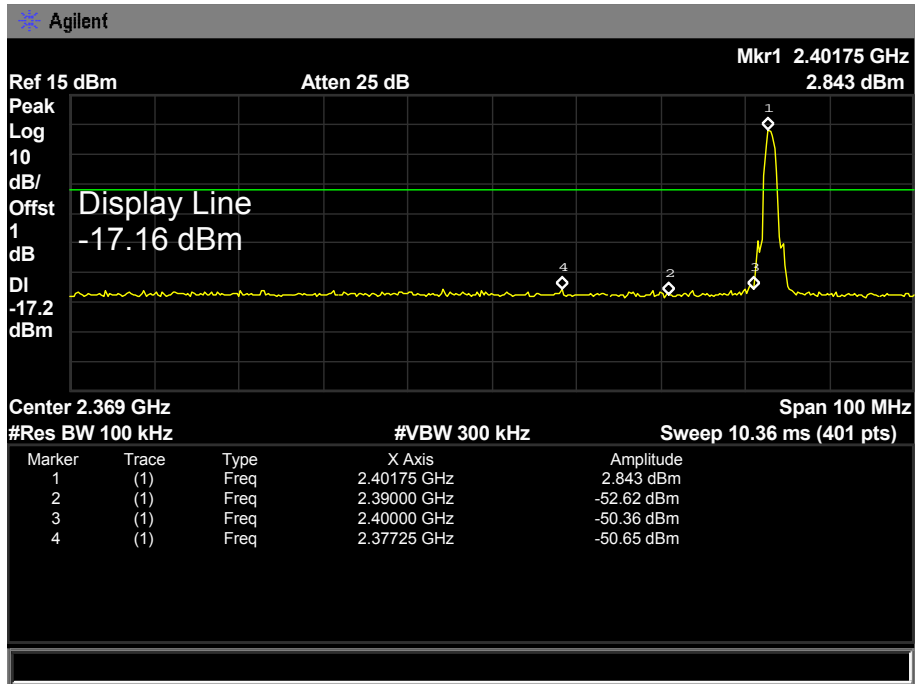 Agilent
Mkr1 2.40175 GHz
Ref 15 dBm Atten 25 dB 2.843 dBm
Peak
Log
10
dB/
Offst
1
dB
DI
-17.2
dBm
Display Line
-17.16 dBm
1
4
2
3
Center 2.369 GHz Span 100 MHz
#Res BW 100 kHz #VBW 300 kHz Sweep 10.36 ms (401 pts)
Marker Trace Type X Axis Amplitude
1 (1) Freq 2.40175 GHz 2.843 dBm
2 (1) Freq 2.39000 GHz -52.62 dBm
3 (1) Freq 2.40000 GHz -50.36 dBm
4 (1) Freq 2.37725 GHz -50.65 dBm